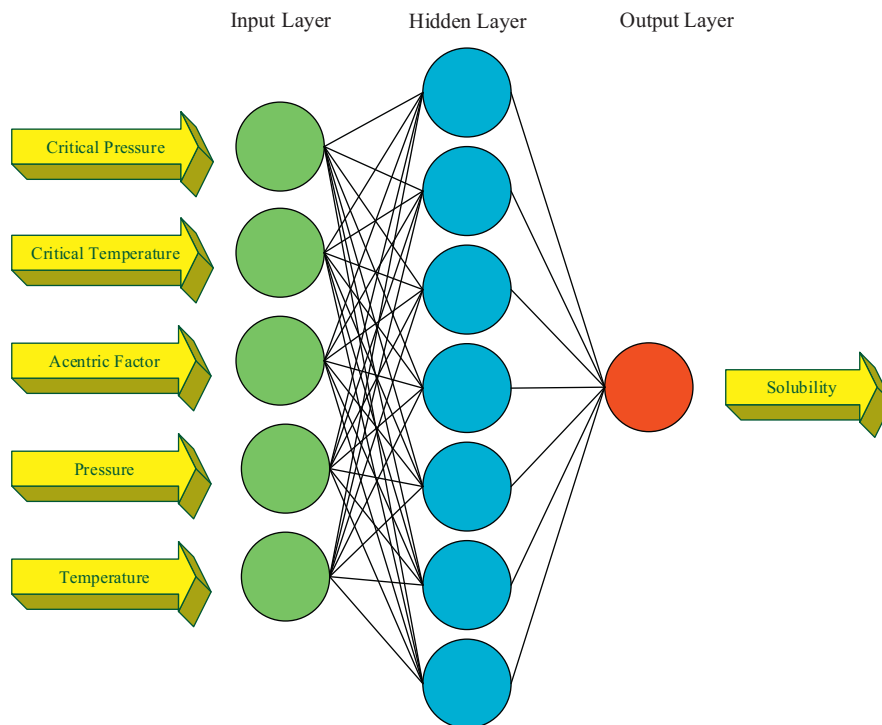 Input Layer
Hidden Layer
Output Layer
Critical Pressure
Critical Temperature
Acentric Factor
Pressure
Temperature
Solubility